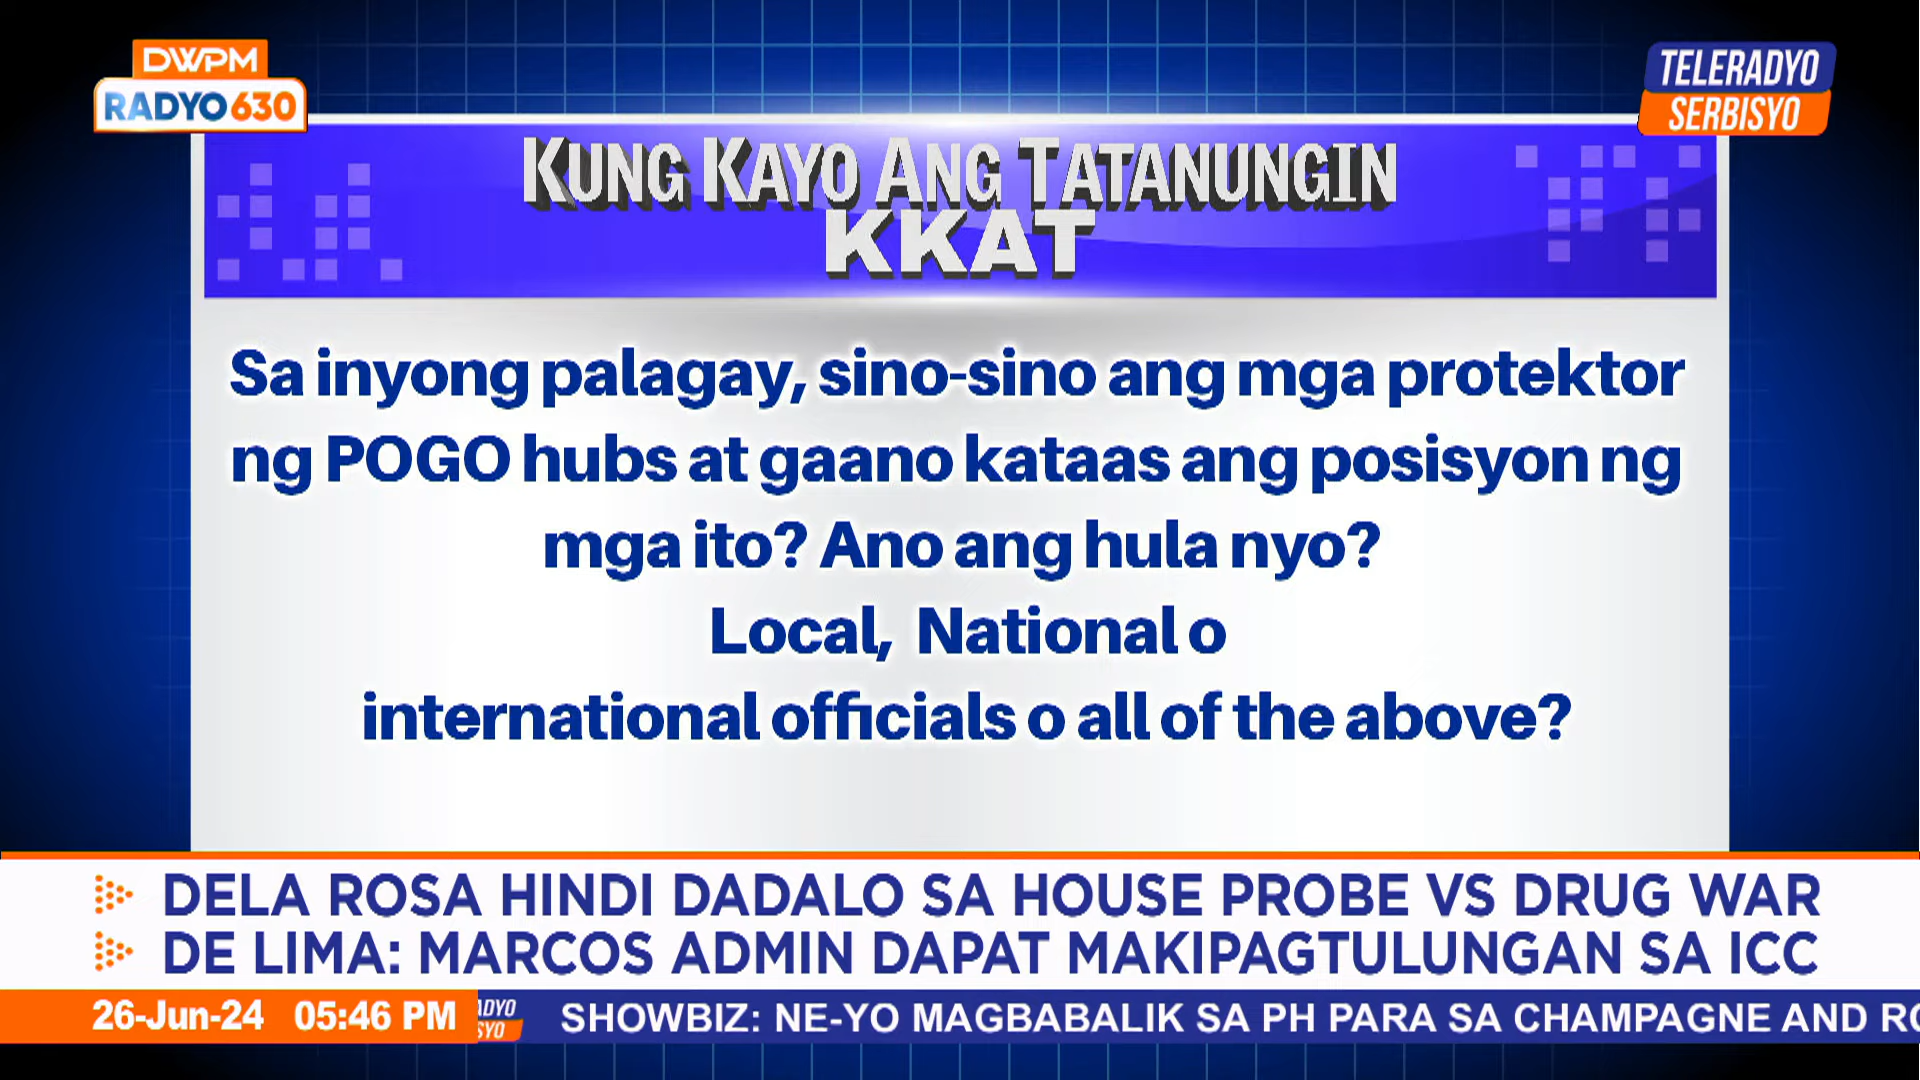 DWPM
RADYO 630
TELERADYO
SERBISYO
KUNG KAYO ANG TATANUNGIN
KKAT
Sa inyong palagay, sino-sino ang mga protektor
ng POGO hubs at gaano kataas ang posisyon ng
mga ito? Ano ang hula nyo?
Local, National o
international officials o all of the above?
DELA ROSA HINDI DADALO SA HOUSE PROBE VS DRUG WAR
DE LIMA: MARCOS ADMIN DAPAT MAKIPAGTULUNGAN SA ICC
26-Jun-24 05:46 PM SHOWBIZ: NE-YO MAGBABALIK SA PH PARA SA CHAMPAGNE AND